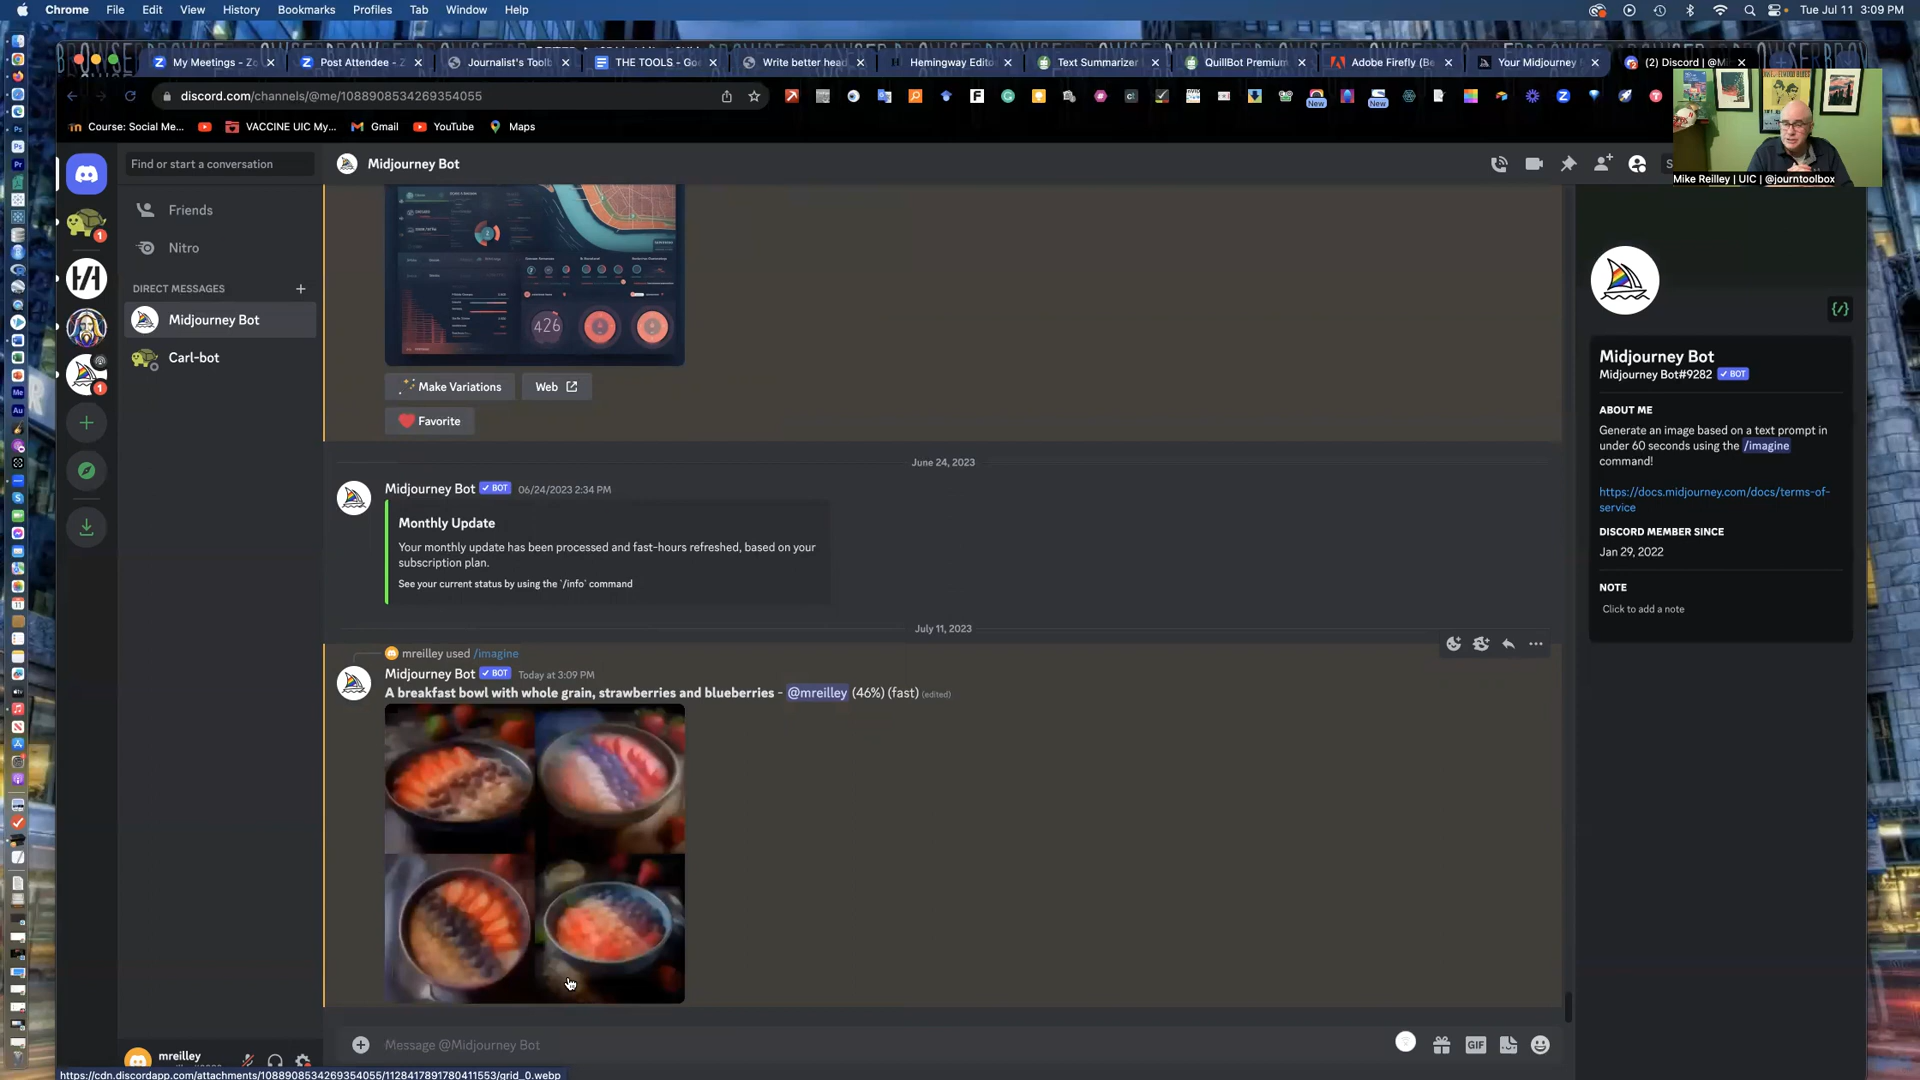 Chrome File Edit View History Bookmarks Profiles Tab Window Help
Tue Jul 11 3:09 PM
My Meetings - Zo
Post Attendee - Z
Journalist's Toolb
THE TOOLS - Goo
Write better head
Hemingway Edito
Text Summarizer
QuillBot Premium
Adobe Firefly (Be
Your Midjourney
(2) Discord | @Mi
discord.com/channels/@me/1088908534269354055
New
New
Course: Social Me...
VACCINE UIC My...
Gmail
YouTube
Maps
Mike Reilley | UIC | @journtoolbox
Find or start a conversation
Midjourney Bot
Friends
Nitro
DIRECT MESSAGES
Midjourney Bot
Carl-bot
1
1
426
Make Variations
Web
Favorite
June 24, 2023
Midjourney Bot BOT 06/24/2023 2:34 PM
Monthly Update
Your monthly update has been processed and fast-hours refreshed, based on your
subscription plan.
See your current status by using the `/info` command
July 11, 2023
mreilley used /imagine
Midjourney Bot BOT Today at 3:09 PM
A breakfast bowl with whole grain, strawberries and blueberries - @mreilley (46%) (fast) (edited)
Message @Midjourney Bot
GIF
mreilley
Midjourney Bot
Midjourney Bot#9282 BOT
ABOUT ME
Generate an image based on a text prompt in
under 60 seconds using the /imagine
command!
https://docs.midjourney.com/docs/terms-of-
service
DISCORD MEMBER SINCE
Jan 29, 2022
NOTE
Click to add a note
https://cdn.discordapp.com/attachments/1088908534269354055/1128417891780411553/grid_0.webp